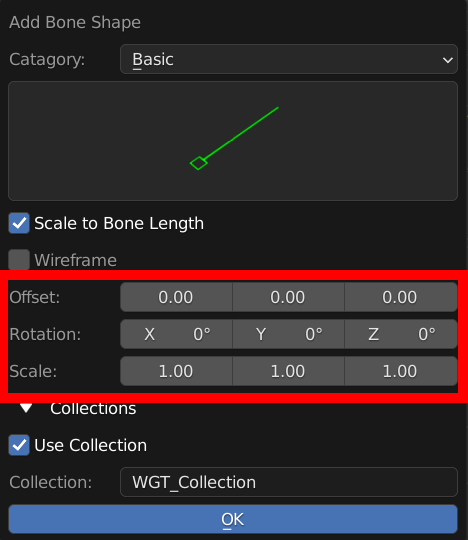 Add Bone Shape
Catagory: Basic
Scale to Bone Length
Wireframe
Offset: 0.00 0.00 0.00
Rotation: X 0° Y 0° Z 0°
Scale: 1.00 1.00 1.00
Collections
Use Collection
Collection: WGT_Collection
OK